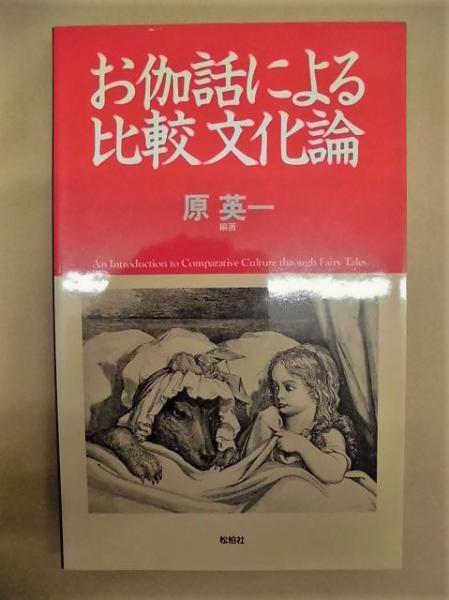 お伽話による
比較文化論
原 英一
編著
An Introduction to Comparative Culture through Fairy Tales
松柏社